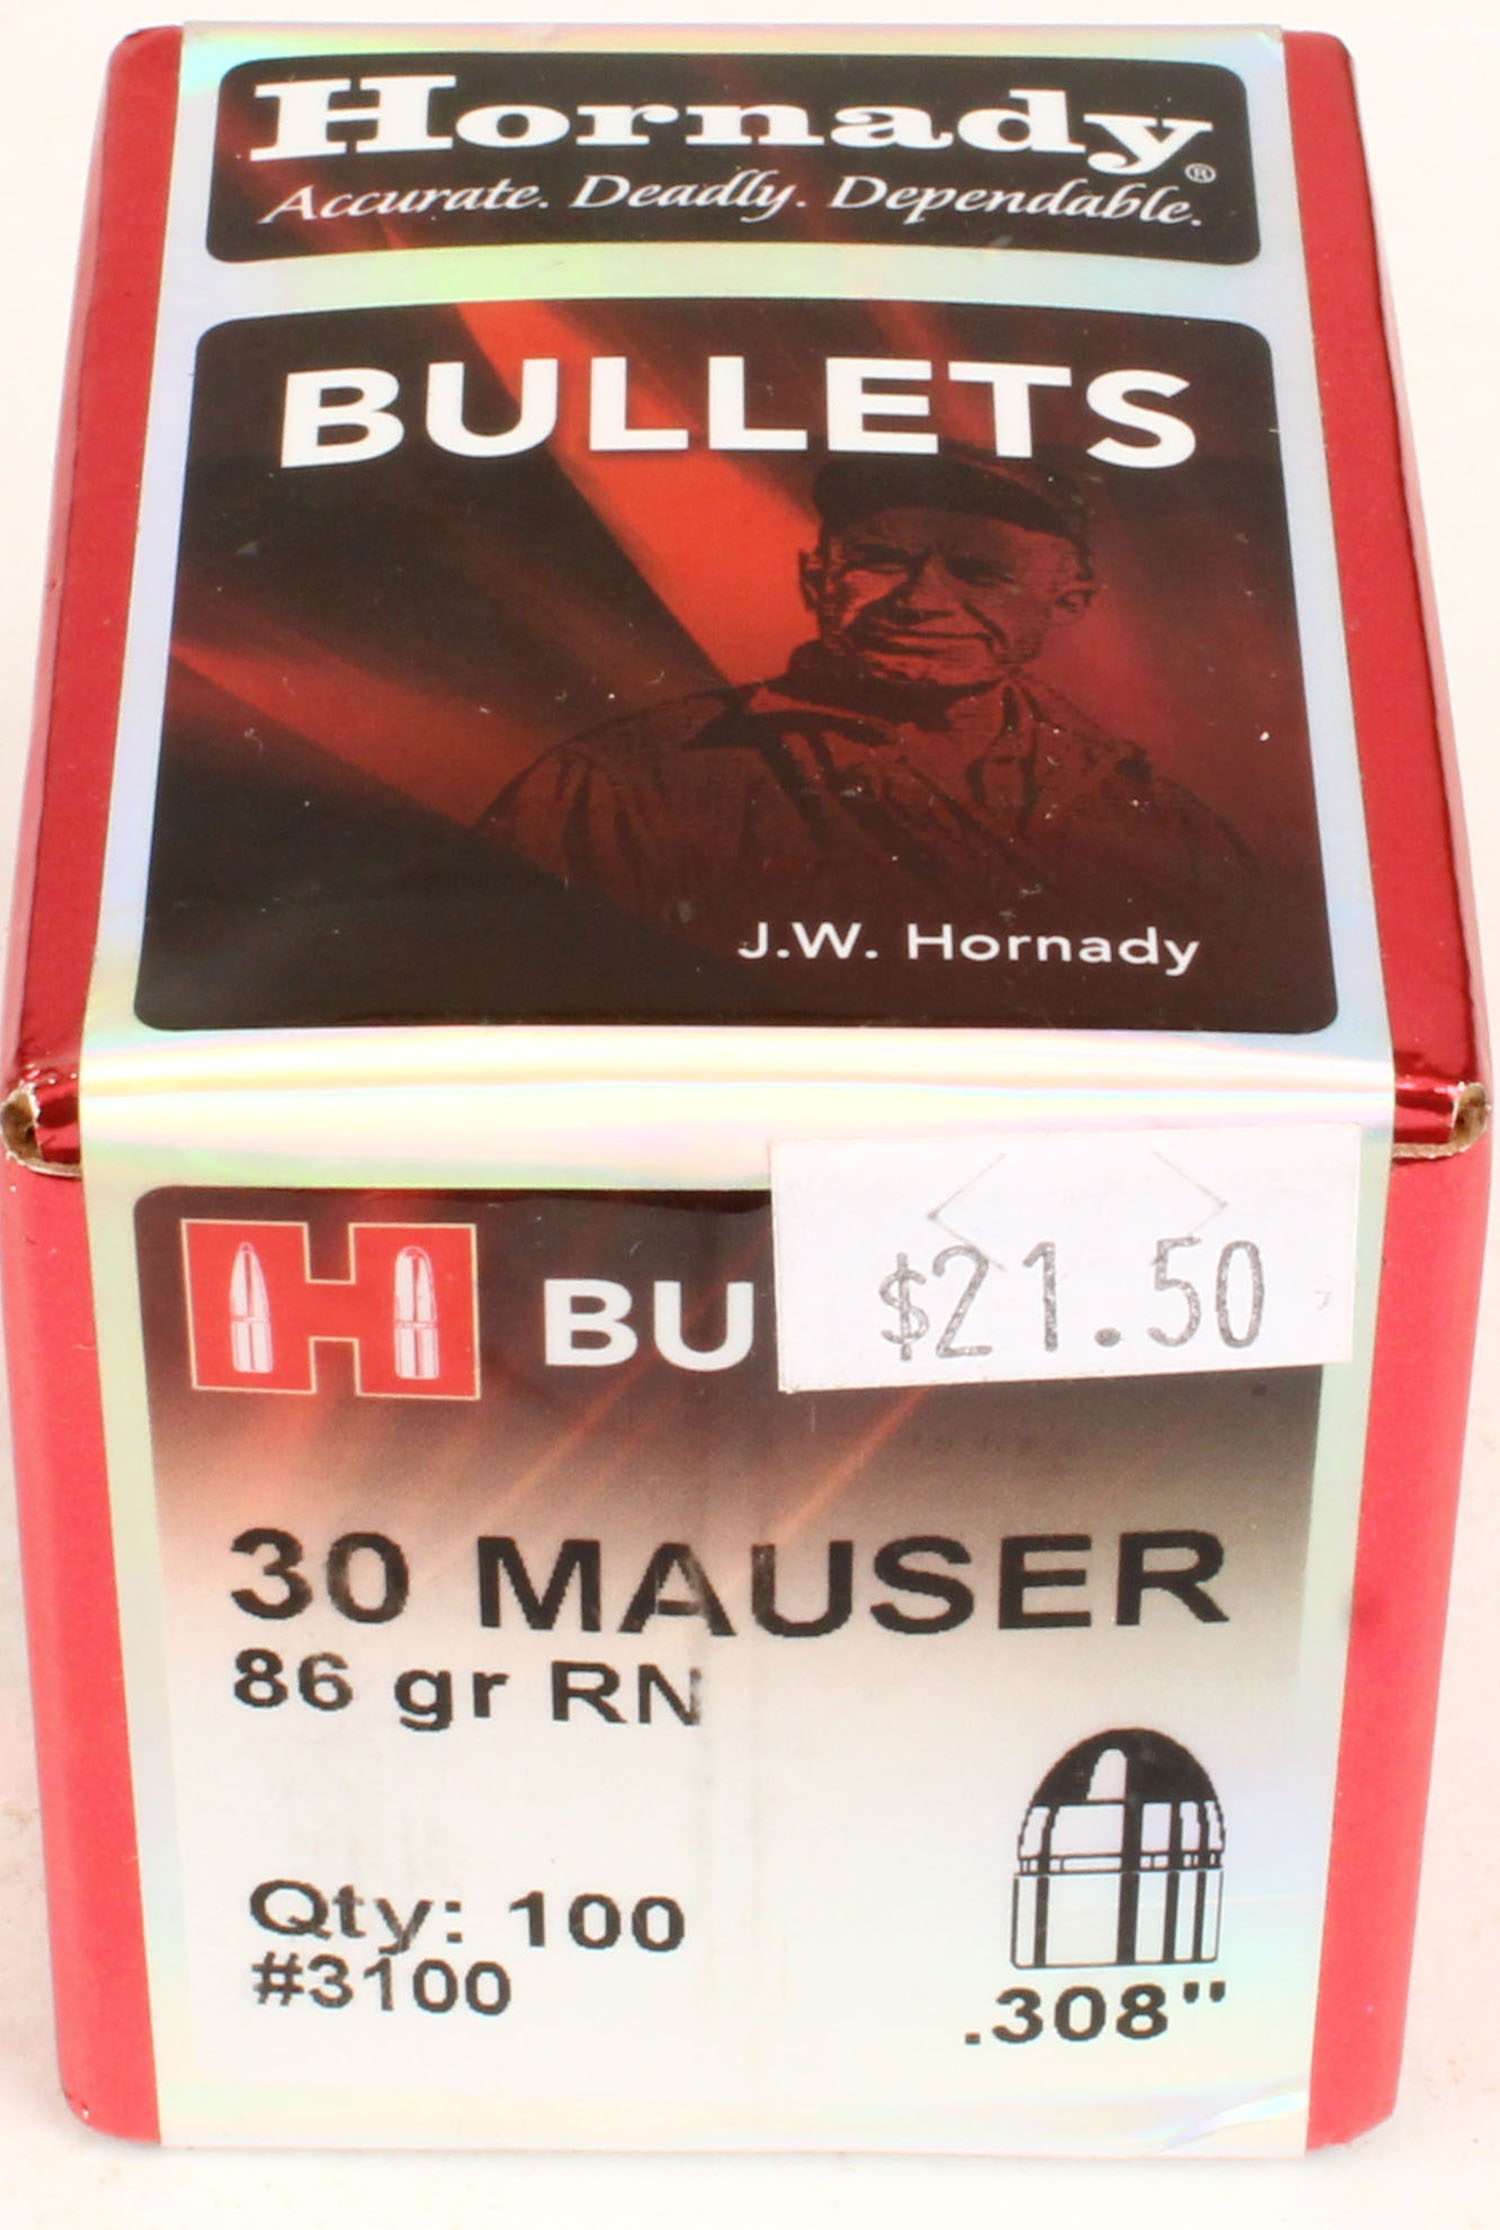 Hornady®
Accurate. Deadly. Dependable.
BULLETS
J.W. Hornady
$21.50
H BU
30 MAUSER
86 gr RN
Qty: 100
#3100
.308"